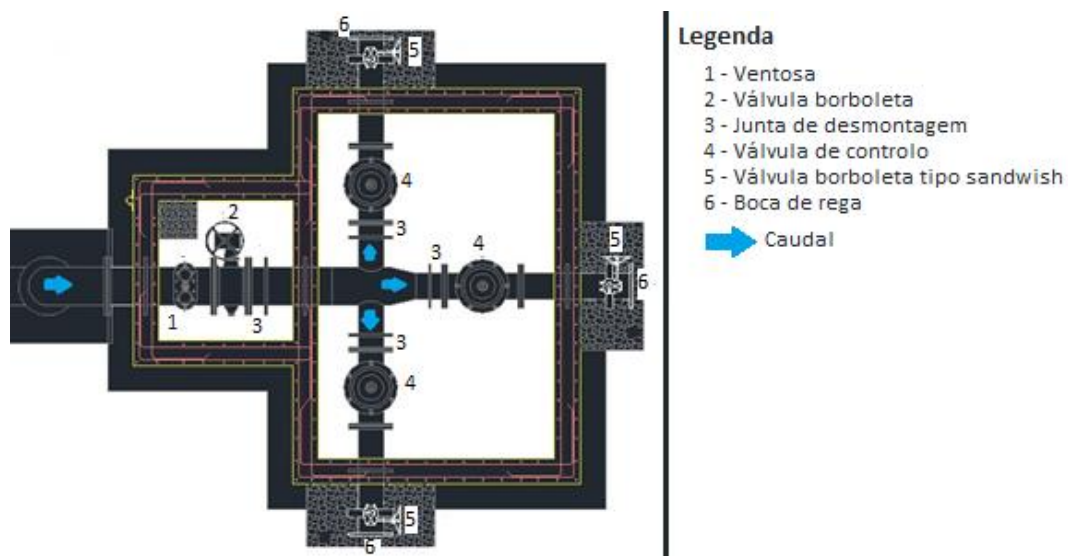 6
5
4
2
3
3
4
5
6
1
3
3
4
5
6
Legenda
1 - Ventosa
2 - Válvula borboleta
3 - Junta de desmontagem
4 - Válvula de controlo
5 - Válvula borboleta tipo sandwish
6 - Boca de rega
Caudal